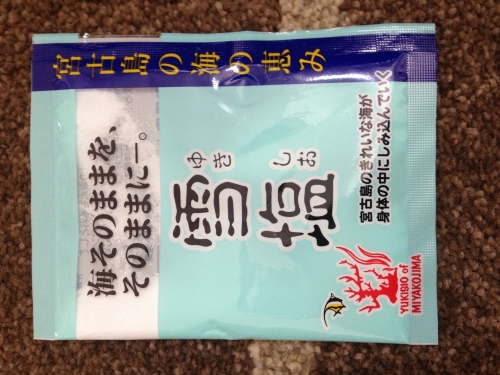 宮古島の海の恵み
海そのままを、
そのままに－。
ゆき しお
雪塩
宮古島のきれいな海が
身体の中にしみ込んでいく
YUKISIO of
MIYAKOJIMA